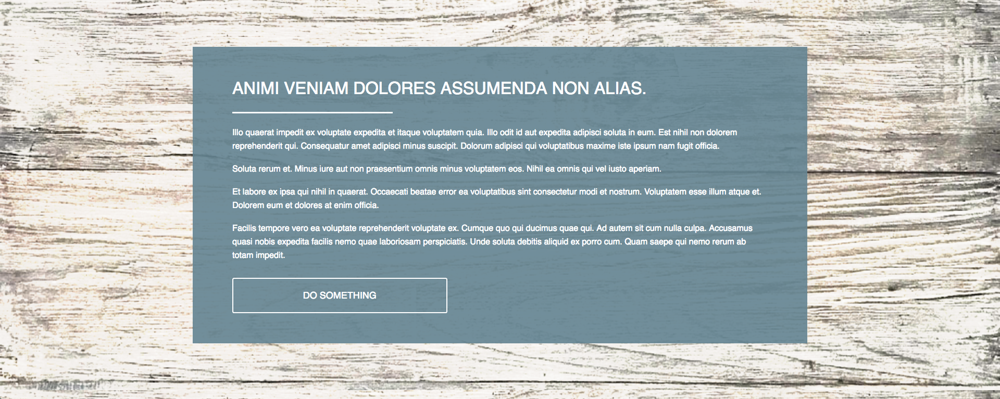 ANIMI VENIAM DOLORES ASSUMENDA NON ALIAS.
Illo quaerat impedit ex voluptate expedita et itaque voluptatem quia. Illo odit id aut expedita adipisci soluta in eum. Est nihil non dolorem
reprehenderit qui. Consequatur amet adipisci minus suscipit. Dolorum adipisci qui voluptatibus maxime iste ipsum nam fugit officia.
Soluta rerum et. Minus iure aut non praesentium omnis minus voluptatem eos. Nihil ea omnis qui vel iusto aperiam.
Et labore ex ipsa qui nihil in quaerat. Occaecati beatae error ea voluptatibus sint consectetur modi et nostrum. Voluptatem esse illum atque et.
Dolorem eum et dolores at enim officia.
Facilis tempore vero ea voluptate reprehenderit voluptate ex. Cumque quo qui ducimus quae qui. Ad autem sit cum nulla culpa. Accusamus
quasi nobis expedita facilis nemo quae laboriosam perspiciatis. Unde soluta debitis aliquid ex porro cum. Quam saepe qui nemo rerum ab
totam impedit.
DO SOMETHING